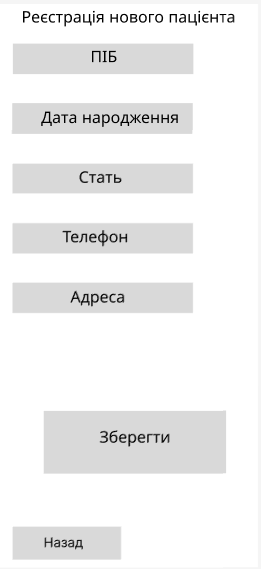 Реєстрація нового пацієнта
ПІБ
Дата народження
Стать
Телефон
Адреса
Зберегти
Назад